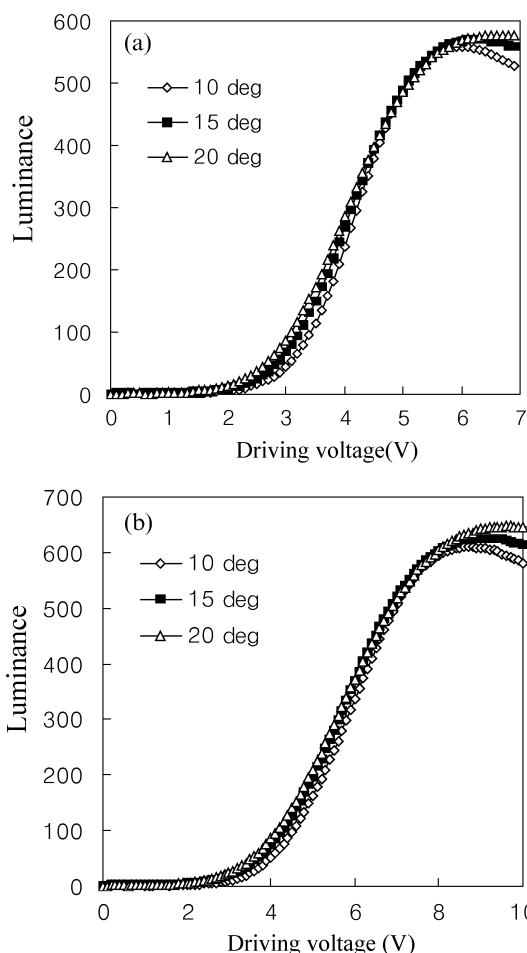 (a)
10 deg
15 deg
20 deg
Luminance
600
500
400
300
200
100
0
0 1 2 3 4 5 6 7
Driving voltage(V)
(b)
10 deg
15 deg
20 deg
Luminance
700
600
500
400
300
200
100
0
0 2 4 6 8 10
Driving voltage (V)